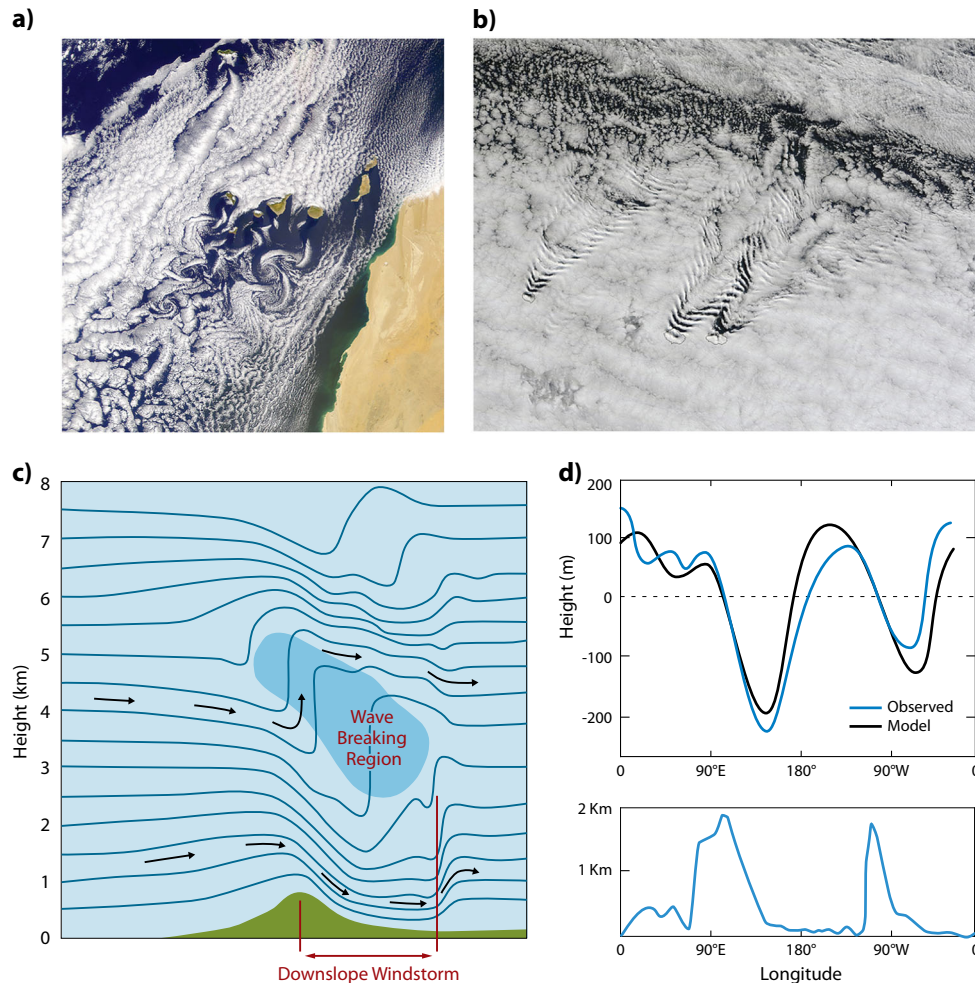 a)
b)
c)
Height (km)
8
7
6
5
4
3
2
1
0
Wave
Breaking
Region
Downslope Windstorm
d)
Height (m)
200
100
0
-100
-200
Observed
Model
0
90°E
180°
90°W
0
2 Km
1 Km
0
90°E
180°
90°W
0
Longitude